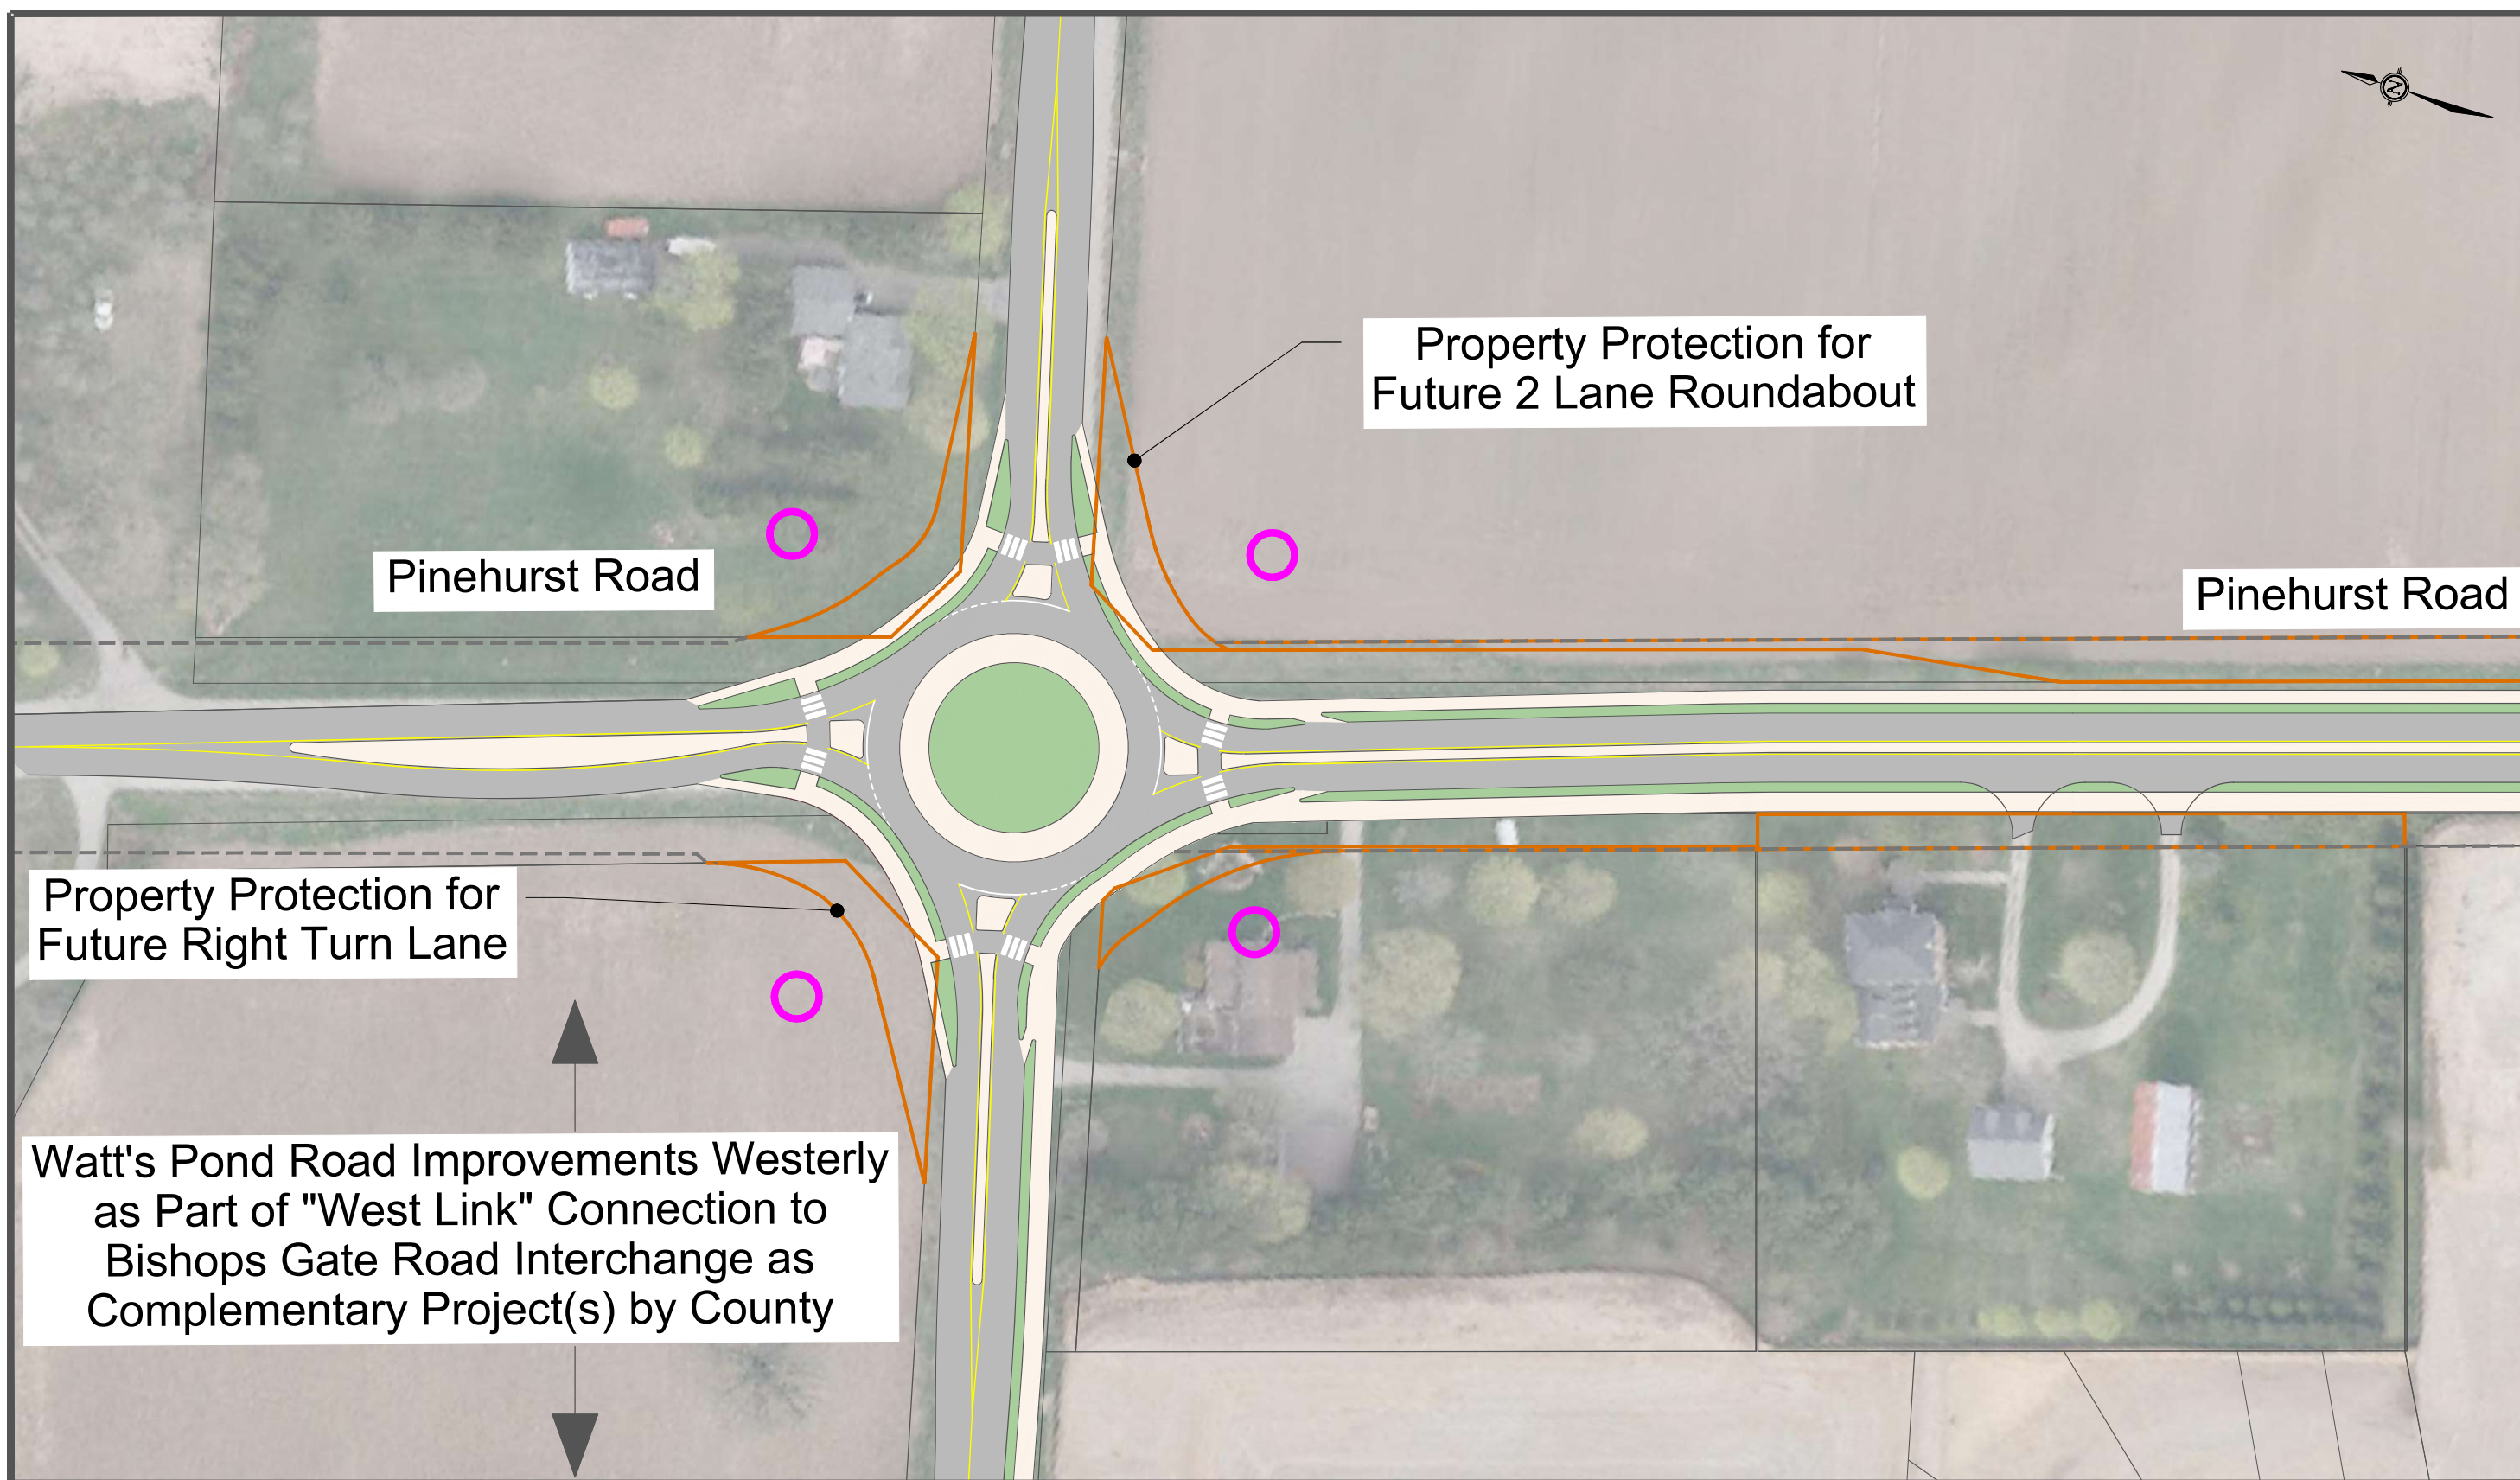 Property Protection for
Future 2 Lane Roundabout
Pinehurst Road
Pinehurst Road
Property Protection for
Future Right Turn Lane
Watt's Pond Road Improvements Westerly
as Part of "West Link" Connection to
Bishops Gate Road Interchange as
Complementary Project(s) by County
N